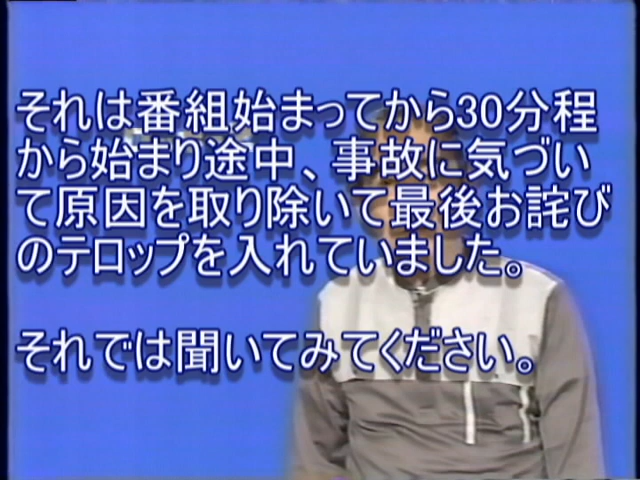 それは番組始まってから30分程
から始まり途中、事故に気づい
て原因を取り除いて最後お詫び
のテロップを入れていました。
それでは聞いてみてください。